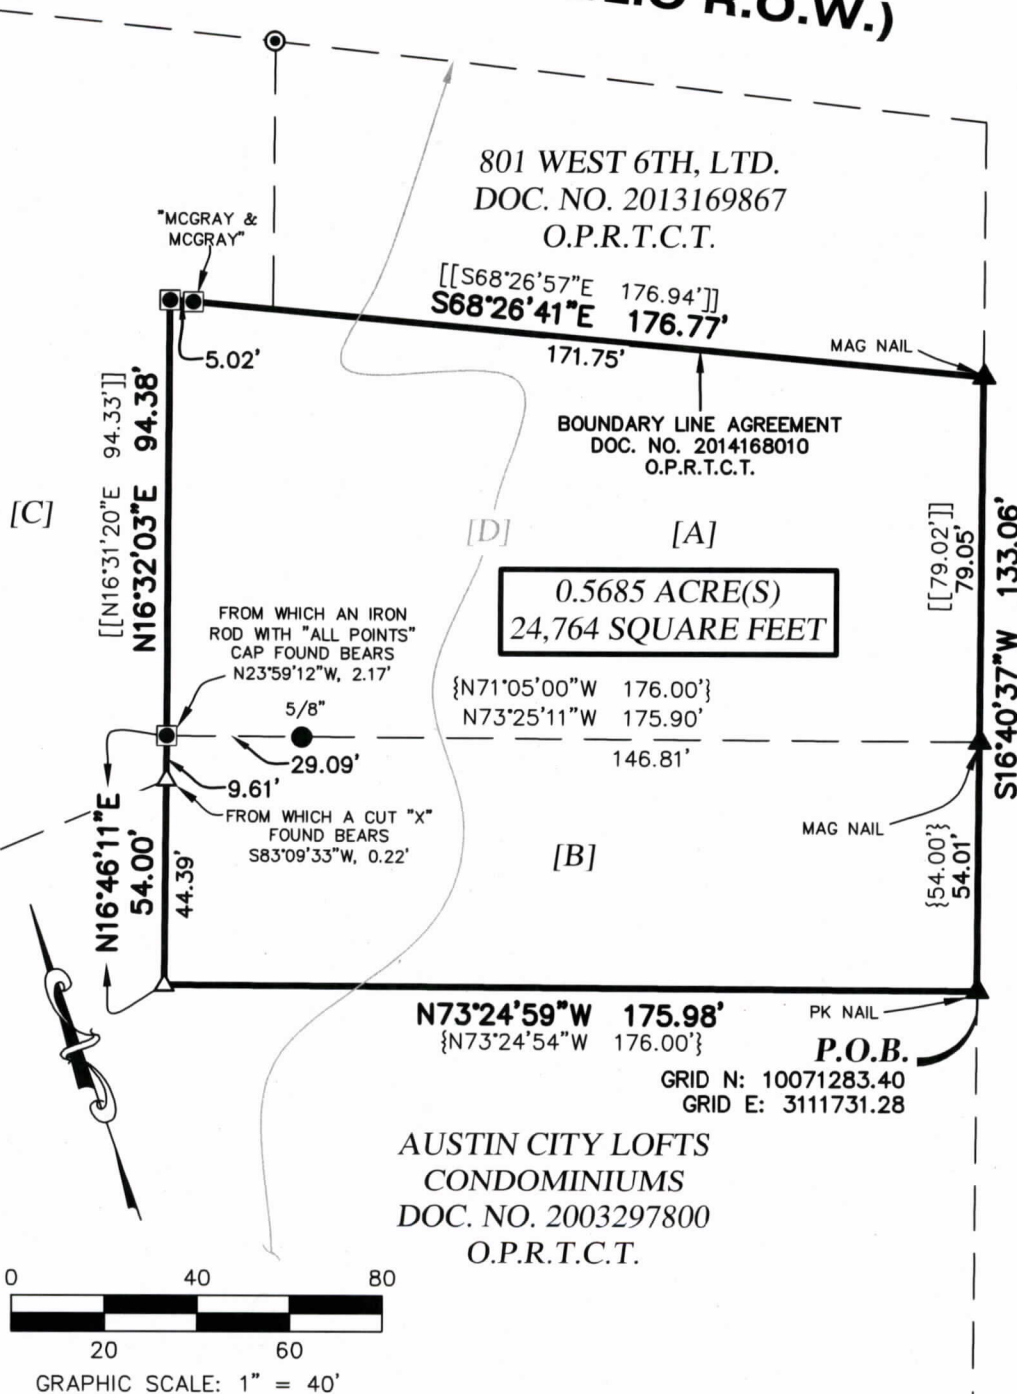 R.O.W.)
801 WEST 6TH, LTD.
DOC. NO. 2013169867
O.P.R.T.C.T.
"MCGRAY &
MCGRAY"
[[S68°26'57"E 176.94']]
S68°26'41"E 176.77'
171.75'
MAG NAIL
5.02'
BOUNDARY LINE AGREEMENT
DOC. NO. 2014168010
O.P.R.T.C.T.
[[N16°31'20"E 94.33']]
N16°32'03"E 94.38'
[C]
[D]
[A]
[[79.02']]
79.05'
S16°40'37"W 133.06'
0.5685 ACRE(S)
24,764 SQUARE FEET
FROM WHICH AN IRON
ROD WITH "ALL POINTS"
CAP FOUND BEARS
N23°59'12"W, 2.17'
{N71°05'00"W 176.00'}
N73°25'11"W 175.90'
5/8"
29.09'
146.81'
9.61'
FROM WHICH A CUT "X"
FOUND BEARS
S83°09'33"W, 0.22'
MAG NAIL
N16°46'11"E
54.00'
44.39'
[B]
{54.00'}
54.01'
N73°24'59"W 175.98'
{N73°24'54"W 176.00'}
PK NAIL
P.O.B.
GRID N: 10071283.40
GRID E: 3111731.28
AUSTIN CITY LOFTS
CONDOMINIUMS
DOC. NO. 2003297800
O.P.R.T.C.T.
0 40 80
20 60
GRAPHIC SCALE: 1" = 40'